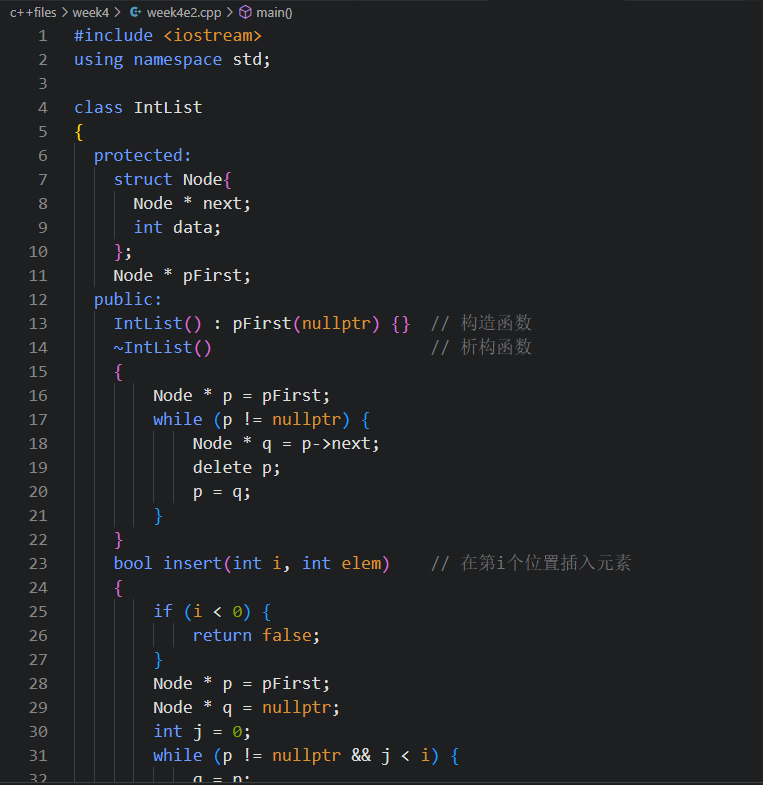 c++files > week4 > week4e2.cpp > main()
1 #include <iostream>
2 using namespace std;
3
4 class IntList
5 {
6 protected:
7 struct Node{
8 Node * next;
9 int data;
10 };
11 Node * pFirst;
12 public:
13 IntList() : pFirst(nullptr) {} // 构造函数
14 ~IntList() // 析构函数
15 {
16 Node * p = pFirst;
17 while (p != nullptr) {
18 Node * q = p->next;
19 delete p;
20 p = q;
21 }
22 }
23 bool insert(int i, int elem) // 在第i个位置插入元素
24 {
25 if (i < 0) {
26 return false;
27 }
28 Node * p = pFirst;
29 Node * q = nullptr;
30 int j = 0;
31 while (p != nullptr && j < i) {
32 q = p;